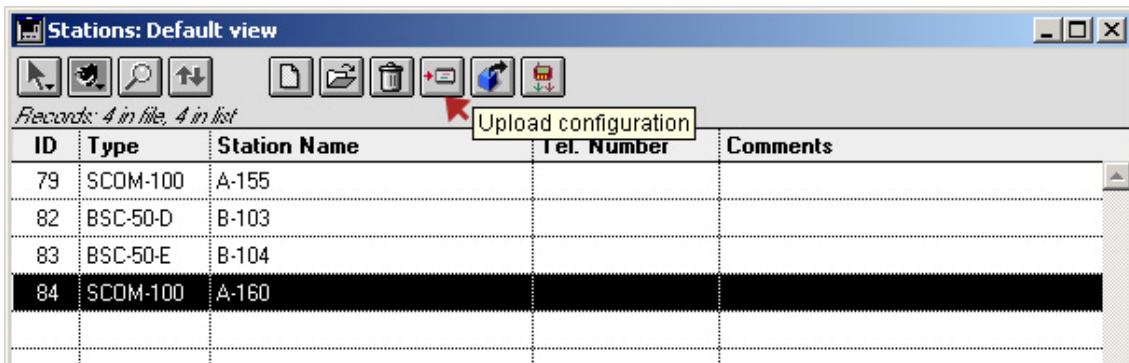 Stations: Default view
Records: 4 in file, 4 in list
Upload configuration
ID Type Station Name Tel. Number Comments
79 SCOM-100 A-155
82 BSC-50-D B-103
83 BSC-50-E B-104
84 SCOM-100 A-160